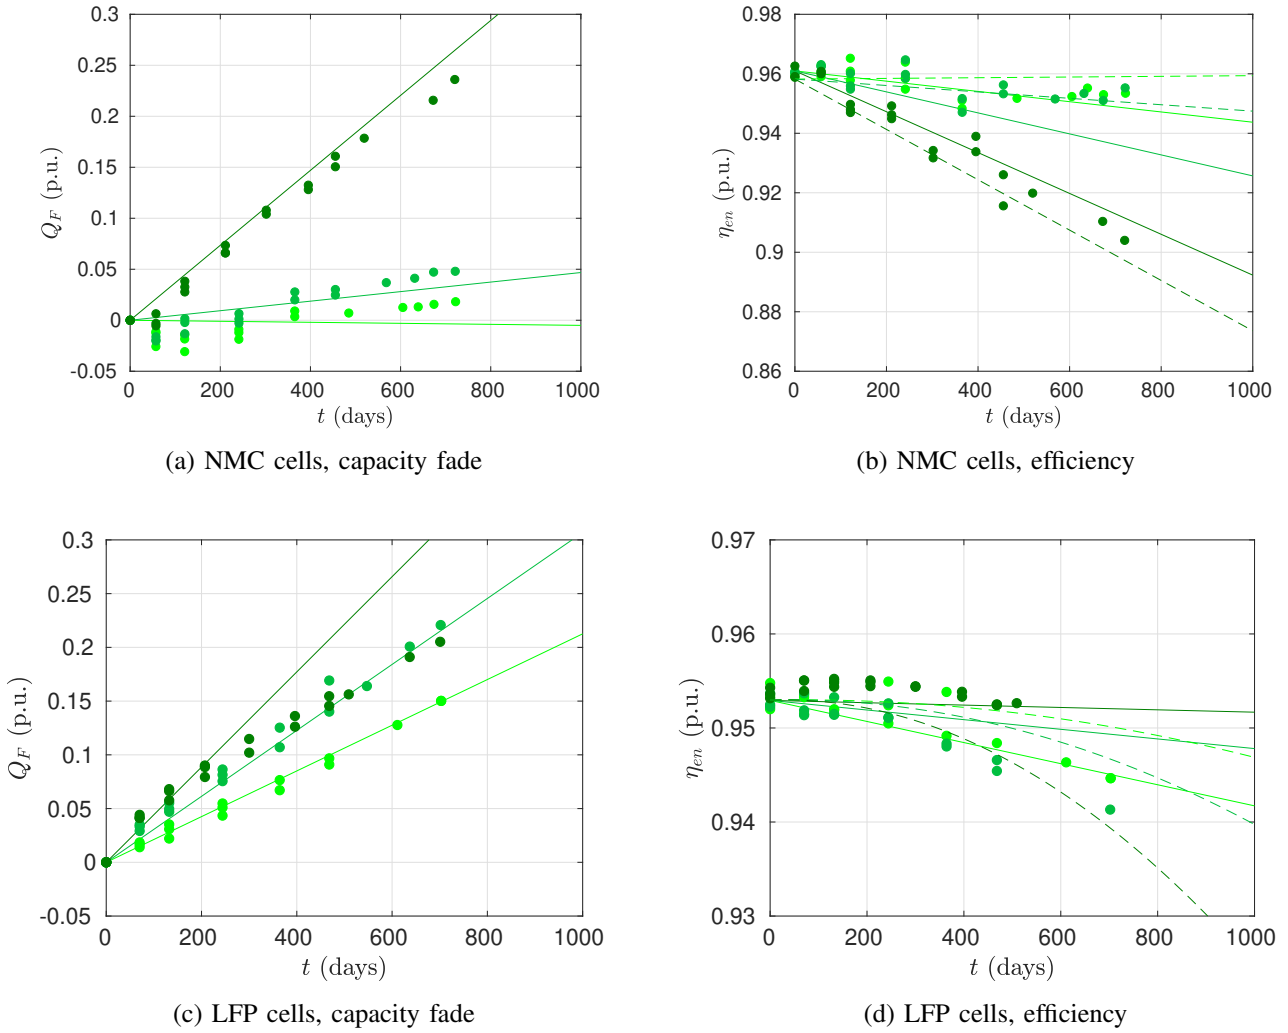 0.3
0.25
0.2
0.15
0.1
0.05
0
-0.05
Q_F (p.u.)
0 200 400 600 800 1000
t (days)
(a) NMC cells, capacity fade
0.98
0.96
0.94
0.92
0.9
0.88
0.86
η_en (p.u.)
0 200 400 600 800 1000
t (days)
(b) NMC cells, efficiency
0.3
0.25
0.2
0.15
0.1
0.05
0
-0.05
Q_F (p.u.)
0 200 400 600 800 1000
t (days)
(c) LFP cells, capacity fade
0.97
0.96
0.95
0.94
0.93
η_en (p.u.)
0 200 400 600 800 1000
t (days)
(d) LFP cells, efficiency